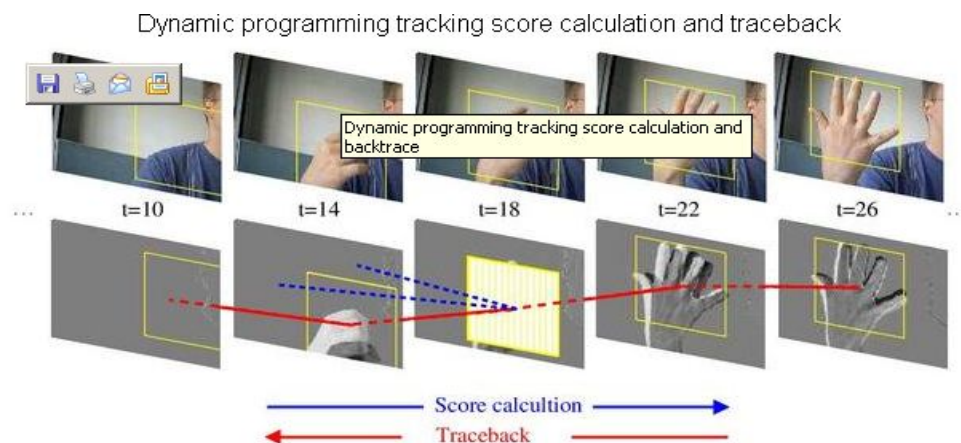 Dynamic programming tracking score calculation and traceback
Dynamic programming tracking score calculation and
backtrace
... t=10 t=14 t=18 t=22 t=26 ..
Score calcultion
Traceback